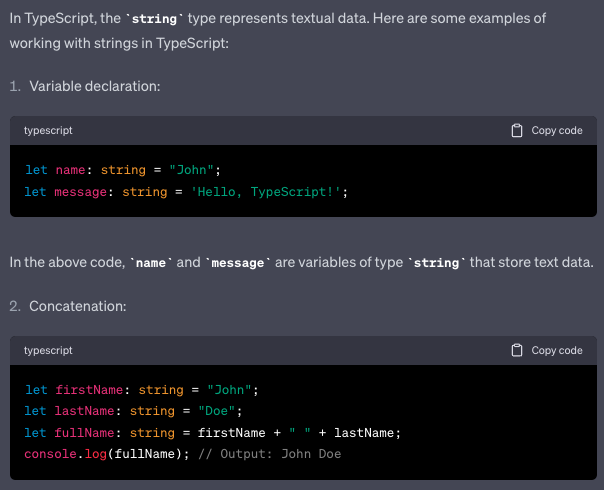 In TypeScript, the `string` type represents textual data. Here are some examples of
working with strings in TypeScript:
1. Variable declaration:
typescript Copy code
let name: string = "John";
let message: string = 'Hello, TypeScript!';
In the above code, `name` and `message` are variables of type `string` that store text data.
2. Concatenation:
typescript Copy code
let firstName: string = "John";
let lastName: string = "Doe";
let fullName: string = firstName + " " + lastName;
console.log(fullName); // Output: John Doe